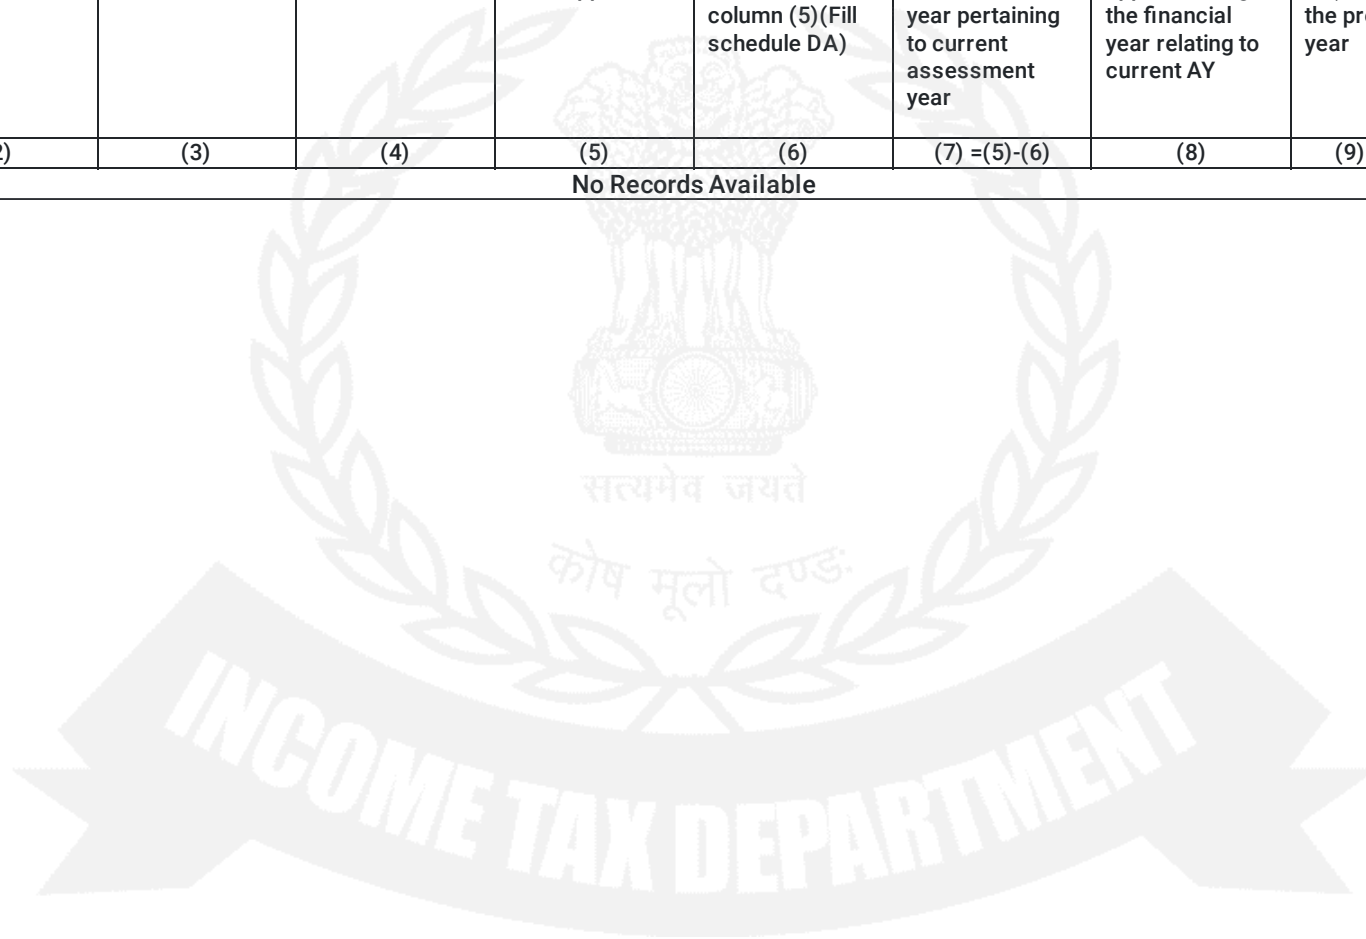 column (5)(Fill
schedule DA)
year pertaining
to current
assessment
year
the financial
year relating to
current AY
year
(3) (4) (5) (6) (7) =(5)-(6) (8) (9)
No Records Available
सत्यमेव जयते
कोष मूलो दण्डः
INCOME TAX DEPARTMENT